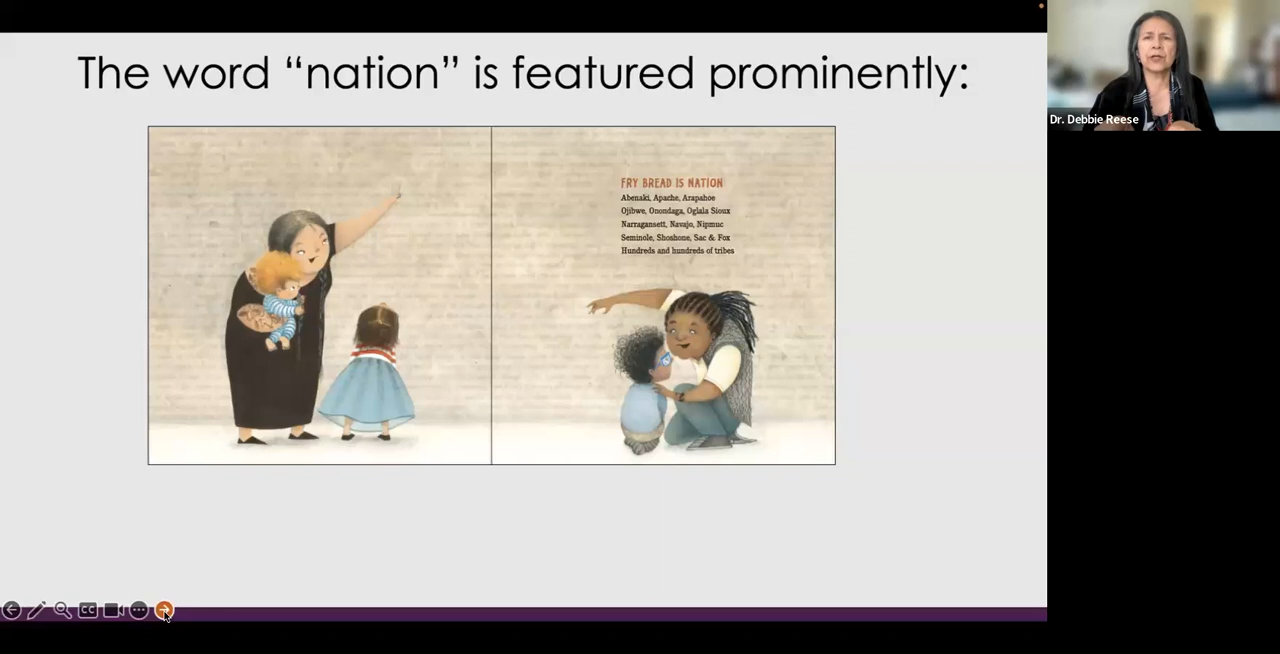 The word “nation” is featured prominently:
FRY BREAD IS NATION
Abenaki, Apache, Arapahoe
Ojibwe, Onondaga, Oglala Sioux
Narragansett, Navajo, Nipmuc
Seminole, Shoshone, Sac & Fox
Hundreds and hundreds of tribes
Dr. Debbie Reese
CC